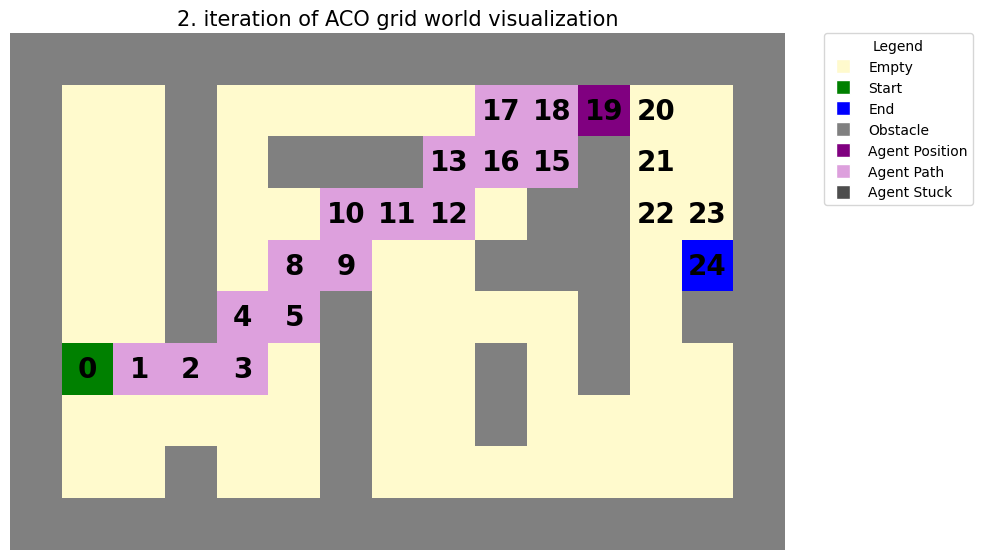 2. iteration of ACO grid world visualization
Legend
Empty
Start
End
Obstacle
Agent Position
Agent Path
Agent Stuck
17 18 19 20
13 16 15 21
10 11 12 22 23
8 9 24
4 5
0 1 2 3